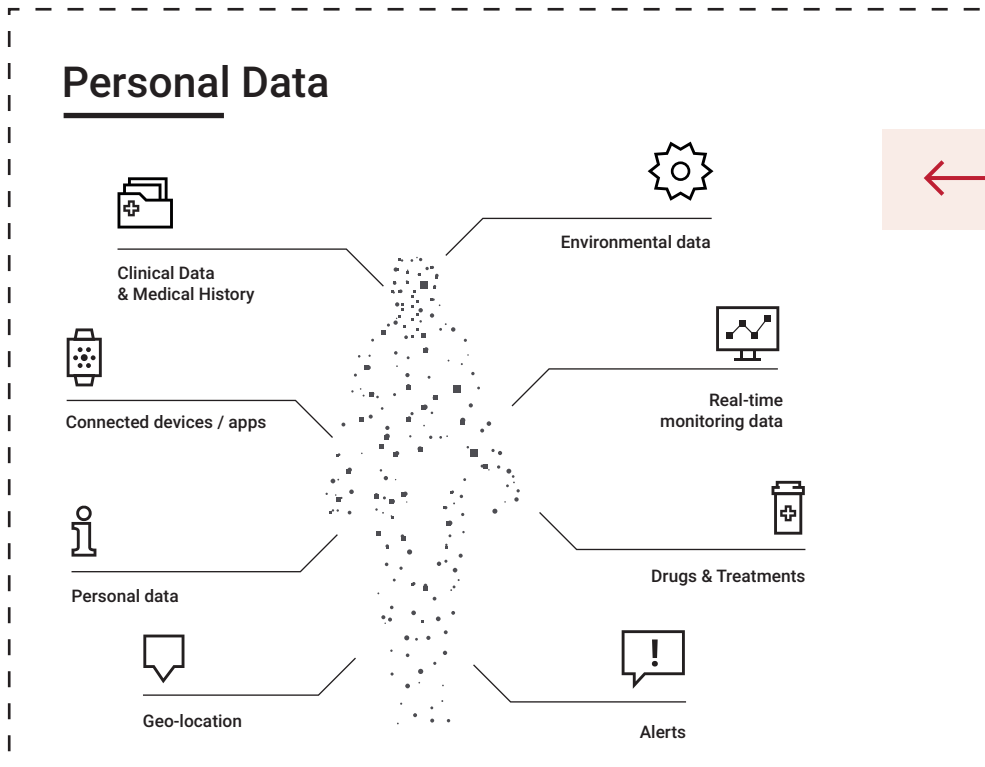 Personal Data
Clinical Data
& Medical History
Environmental data
Connected devices / apps
Real-time
monitoring data
Personal data
Drugs & Treatments
Geo-location
Alerts